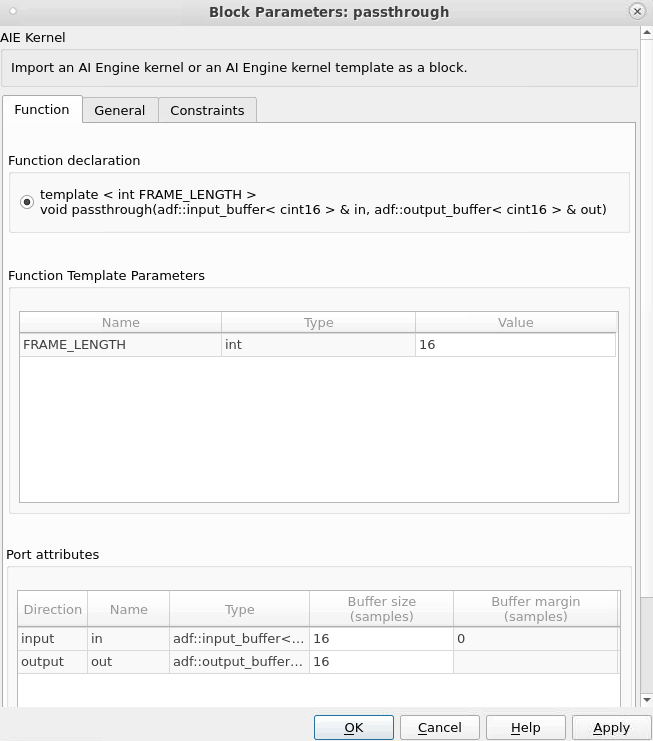 Block Parameters: passthrough
AIE Kernel
Import an AI Engine kernel or an AI Engine kernel template as a block.
Function General Constraints
Function declaration
template < int FRAME_LENGTH >
void passthrough(adf::input_buffer< cint16 > & in, adf::output_buffer< cint16 > & out)
Function Template Parameters
Name Type Value
FRAME_LENGTH int 16
Port attributes
Direction Name Type Buffer size (samples) Buffer margin (samples)
input in adf::input_buffer<... 16 0
output out adf::output_buffer... 16
OK Cancel Help Apply